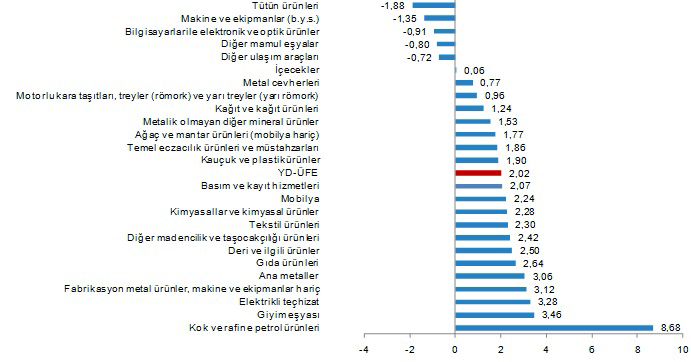 Tütün ürünleri -1,88
Makine ve ekipmanlar (b.y.s.) -1,35
Bilgisayarlar ile elektronik ve optik ürünler -0,91
Diğer mamul eşyalar -0,80
Diğer ulaşım araçları -0,72
İçecekler 0,06
Metal cevherleri 0,77
Motorlu kara taşıtları, treyler (römork) ve yarı treyler (yarı römork) 0,96
Kağıt ve kağıt ürünleri 1,24
Metalik olmayan diğer mineral ürünler 1,53
Ağaç ve mantar ürünleri (mobilya hariç) 1,77
Temel eczacılık ürünleri ve müstahzarları 1,86
Kauçuk ve plastik ürünler 1,90
YD-ÜFE 2,02
Basım ve kayıt hizmetleri 2,07
Mobilya 2,24
Kimyasallar ve kimyasal ürünler 2,28
Tekstil ürünleri 2,30
Diğer madencilik ve taşocakçılığı ürünleri 2,42
Deri ve ilgili ürünler 2,50
Gıda ürünleri 2,64
Ana metaller 3,06
Fabrikasyon metal ürünler, makine ve ekipmanlar hariç 3,12
Elektrikli teçhizat 3,28
Giyim eşyası 3,46
Kok ve rafine petrol ürünleri 8,68
-4 -2 0 2 4 6 8 10